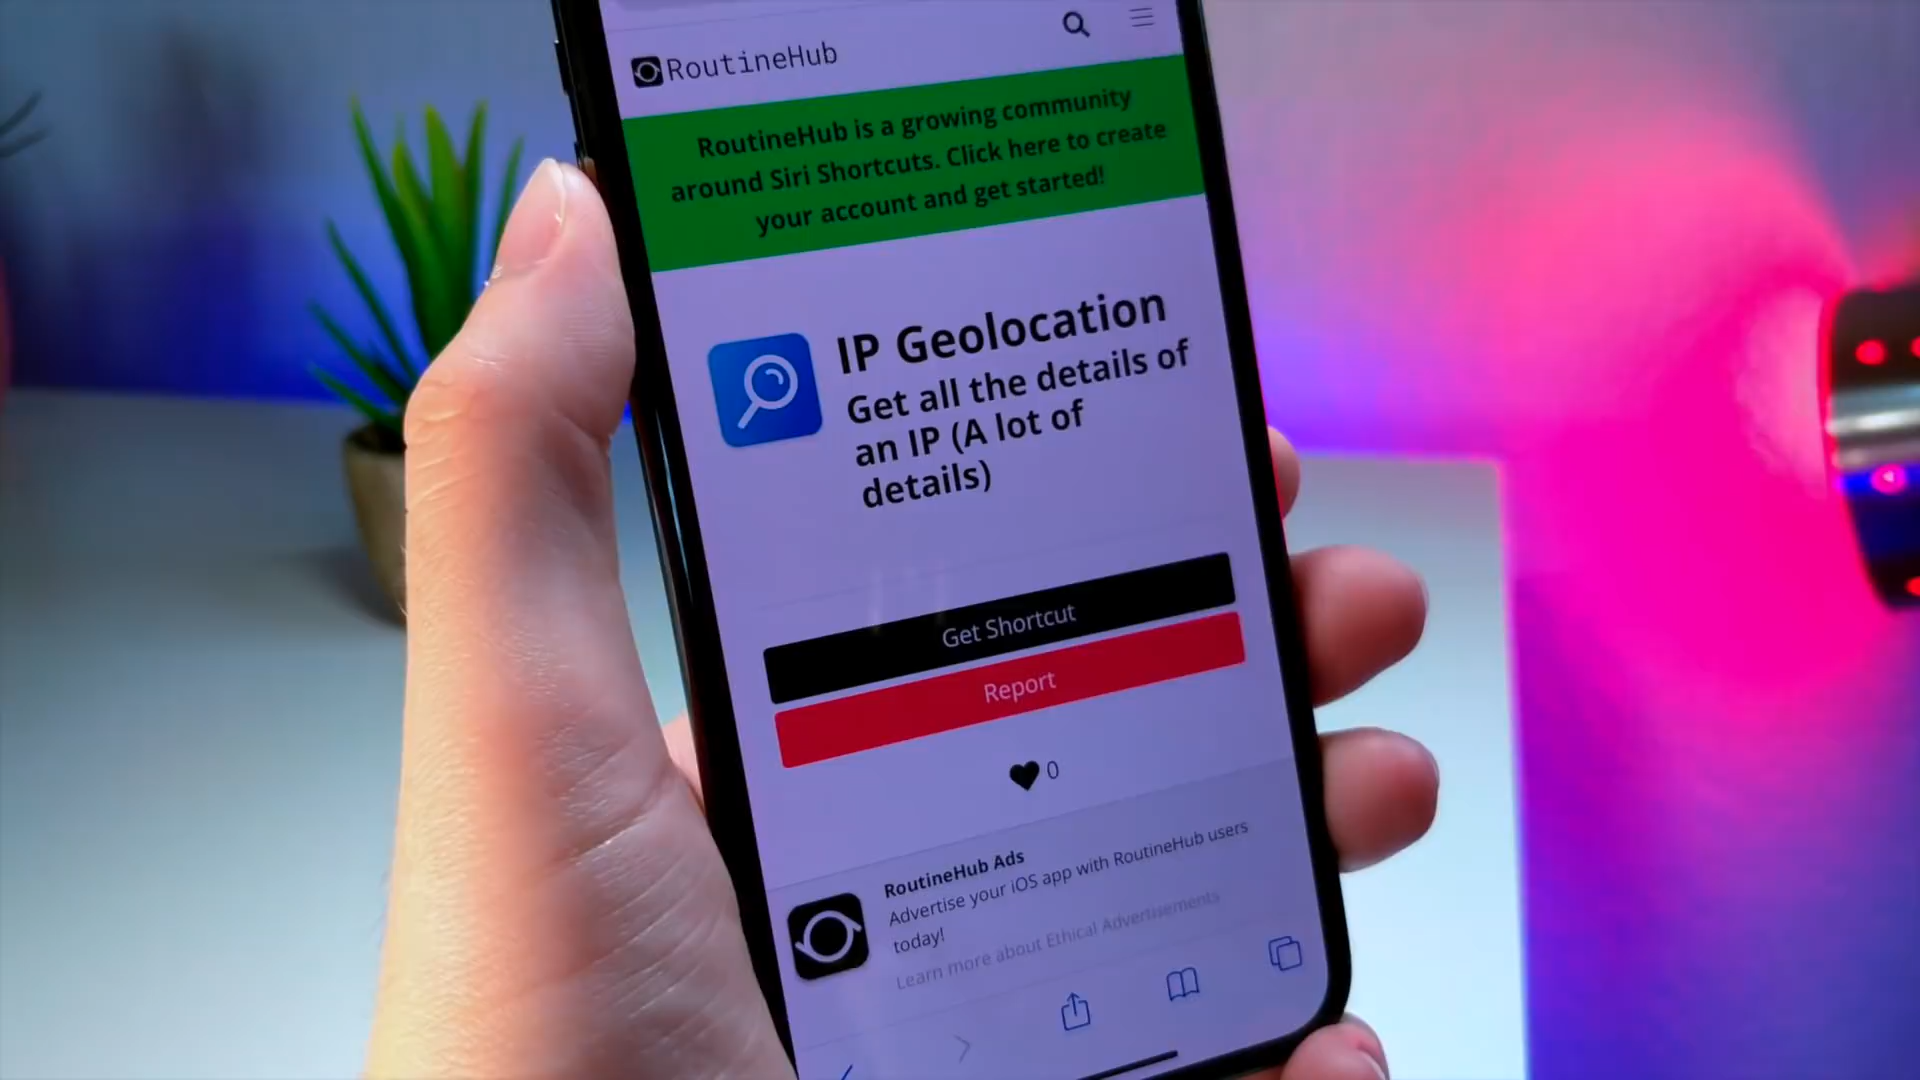 RoutineHub
RoutineHub is a growing community
around Siri Shortcuts. Click here to create
your account and get started!
IP Geolocation
Get all the details of
an IP (A lot of
details)
Get Shortcut
Report
0
RoutineHub Ads
Advertise your iOS app with RoutineHub users
today!
Learn more about Ethical Advertisements